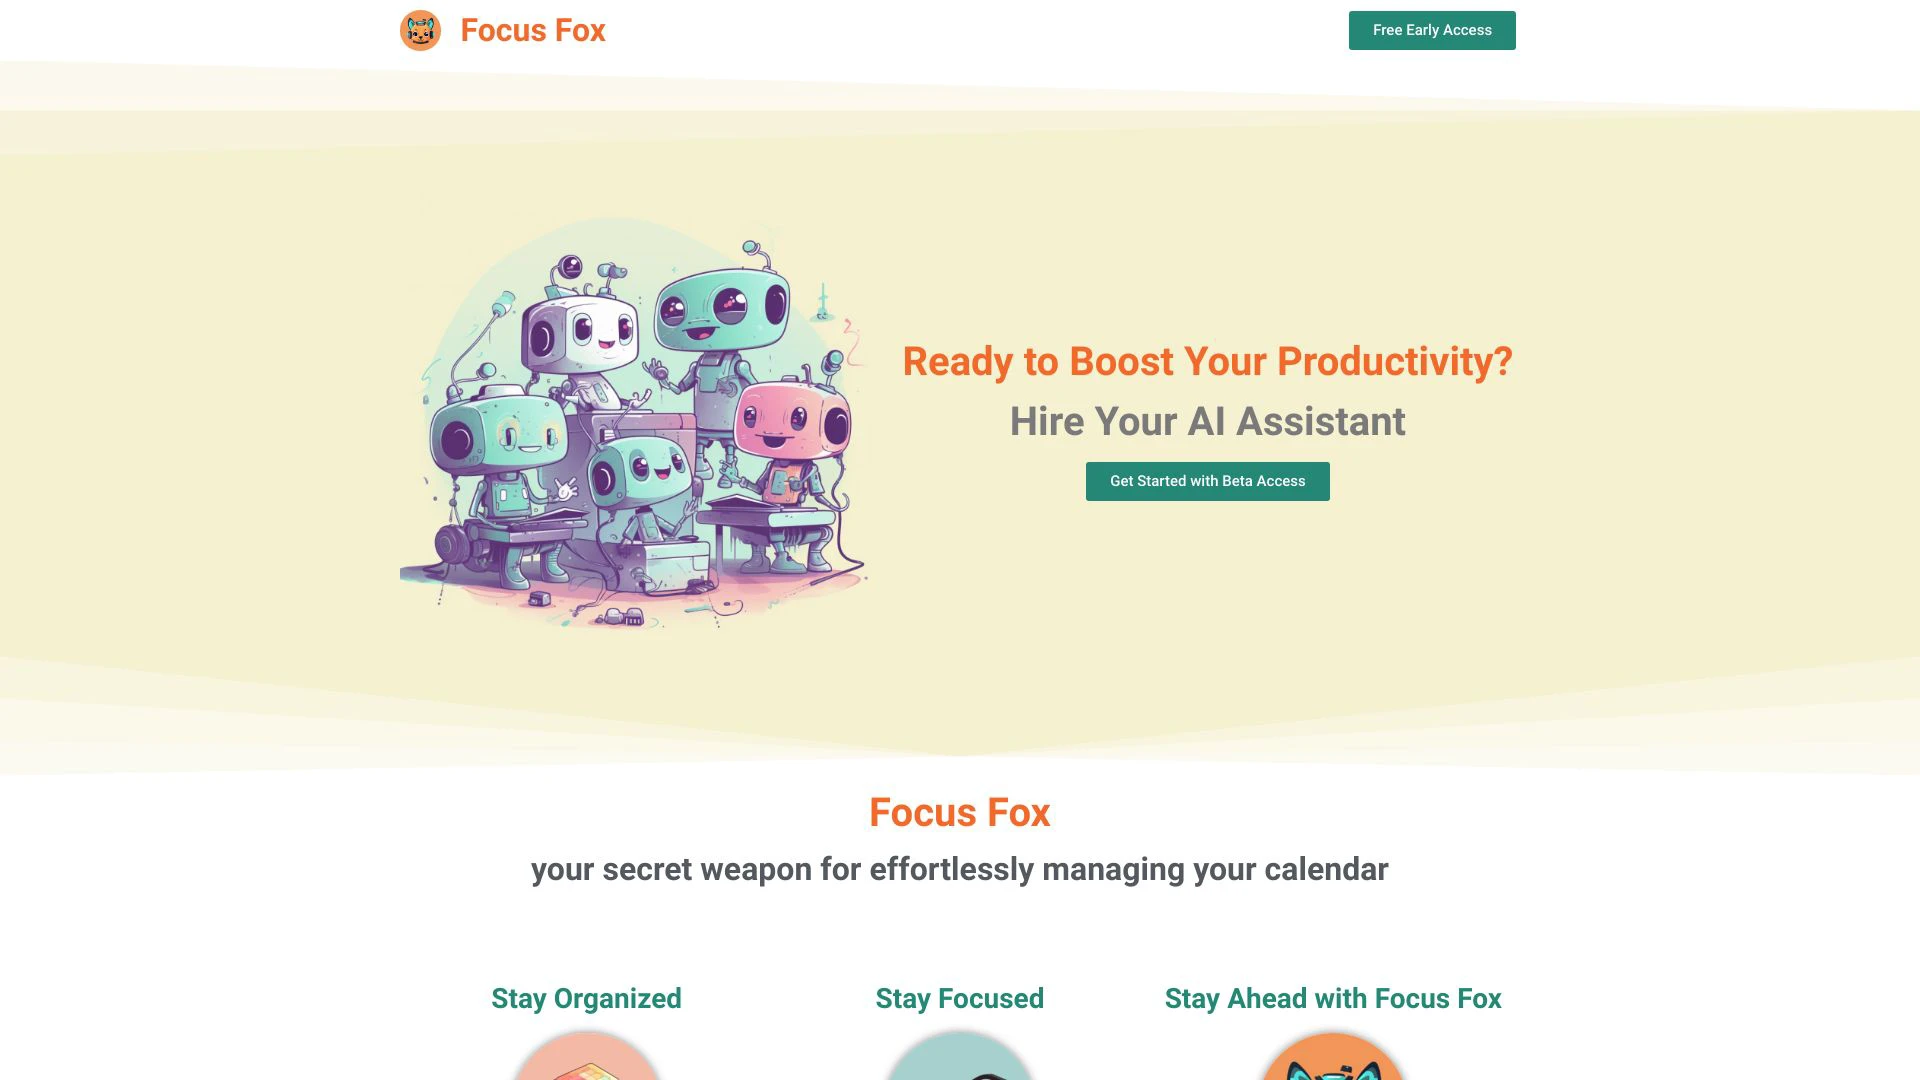 Focus Fox
Free Early Access
Ready to Boost Your Productivity?
Hire Your AI Assistant
Get Started with Beta Access
Focus Fox
your secret weapon for effortlessly managing your calendar
Stay Organized
Stay Focused
Stay Ahead with Focus Fox